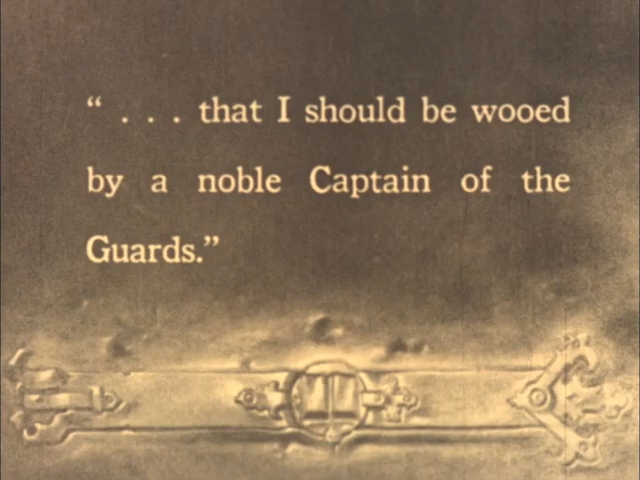 “ . . . that I should be wooed
by a noble Captain of the
Guards.”